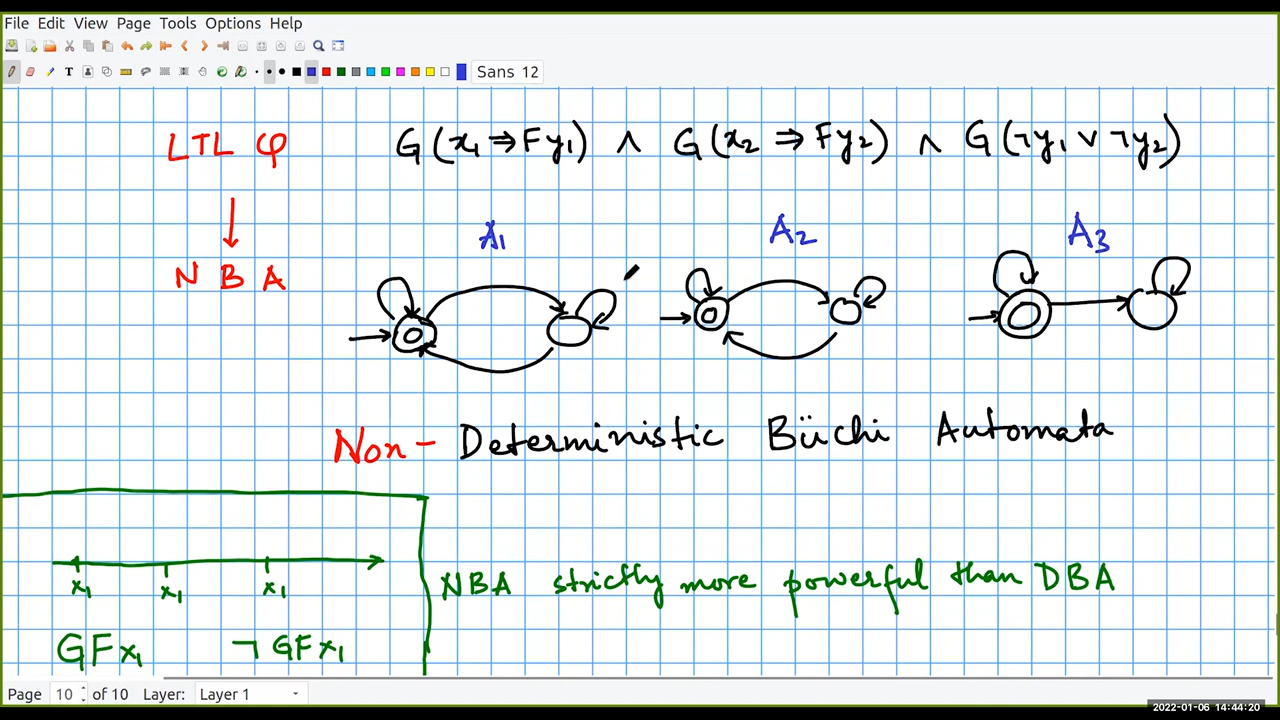 File Edit View Page Tools Options Help
Sans 12
LTL φ G(x₁ ⇒ Fy₁) ∧ G(x₂ ⇒ Fy₂) ∧ G(¬y₁ ∨ ¬y₂)
A₁ A₂ A₃
NBA
Non-Deterministic Büchi Automata
x₁ x₁ x₁
NBA strictly more powerful than DBA
GFx₁ ¬GFx₁
Page 10 of 10 Layer: Layer 1
2022-01-06 14:44:20